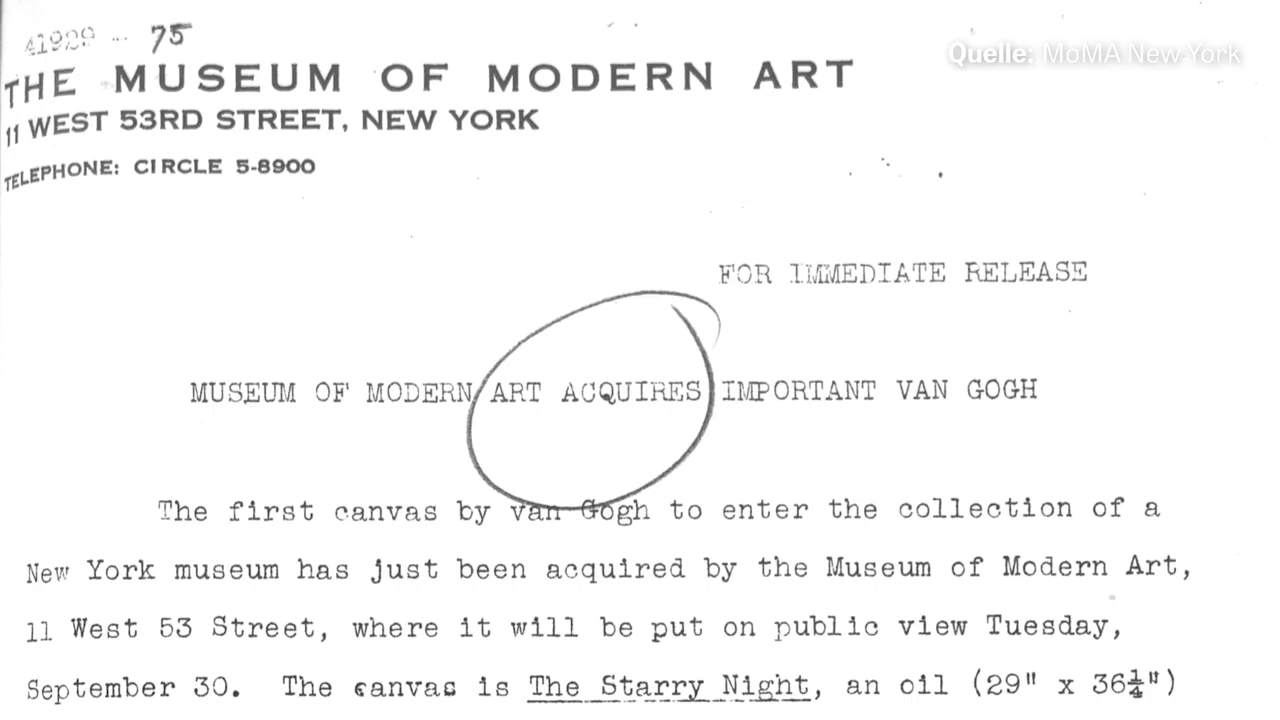 41929 -- 75
Quelle: MoMA New York
THE MUSEUM OF MODERN ART
11 WEST 53RD STREET, NEW YORK
TELEPHONE: CIRCLE 5-8900
FOR IMMEDIATE RELEASE
MUSEUM OF MODERN ART ACQUIRES IMPORTANT VAN GOGH
The first canvas by van Gogh to enter the collection of a
New York museum has just been acquired by the Museum of Modern Art,
11 West 53 Street, where it will be put on public view Tuesday,
September 30. The canvas is The Starry Night, an oil (29" x 36¼")